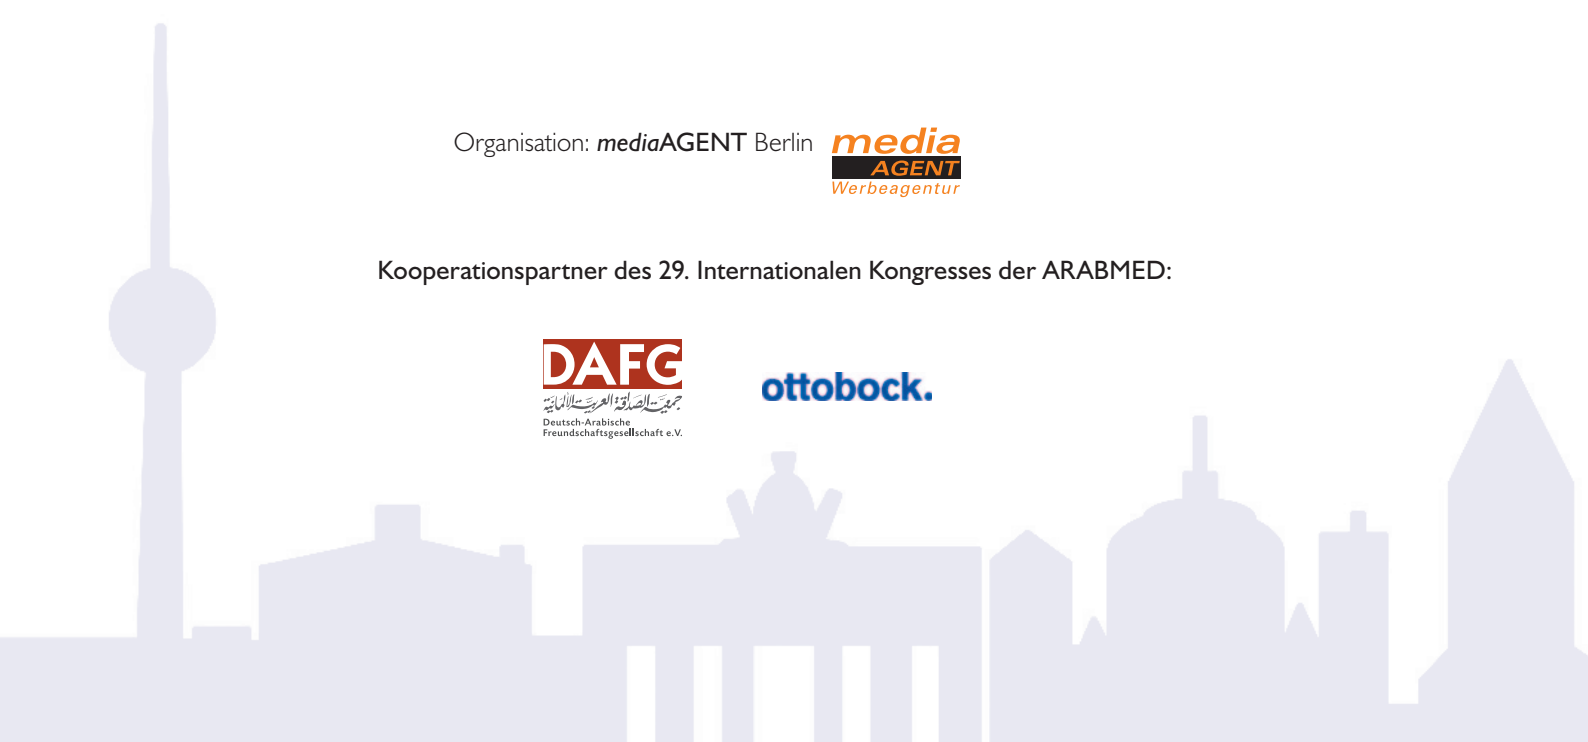 Organisation: mediaAGENT Berlin
media
AGENT
Werbeagentur
Kooperationspartner des 29. Internationalen Kongresses der ARABMED:
DAFG
جمعية الصداقة العربية الألمانية
Deutsch-Arabische
Freundschaftsgesellschaft e.V.
ottobock.